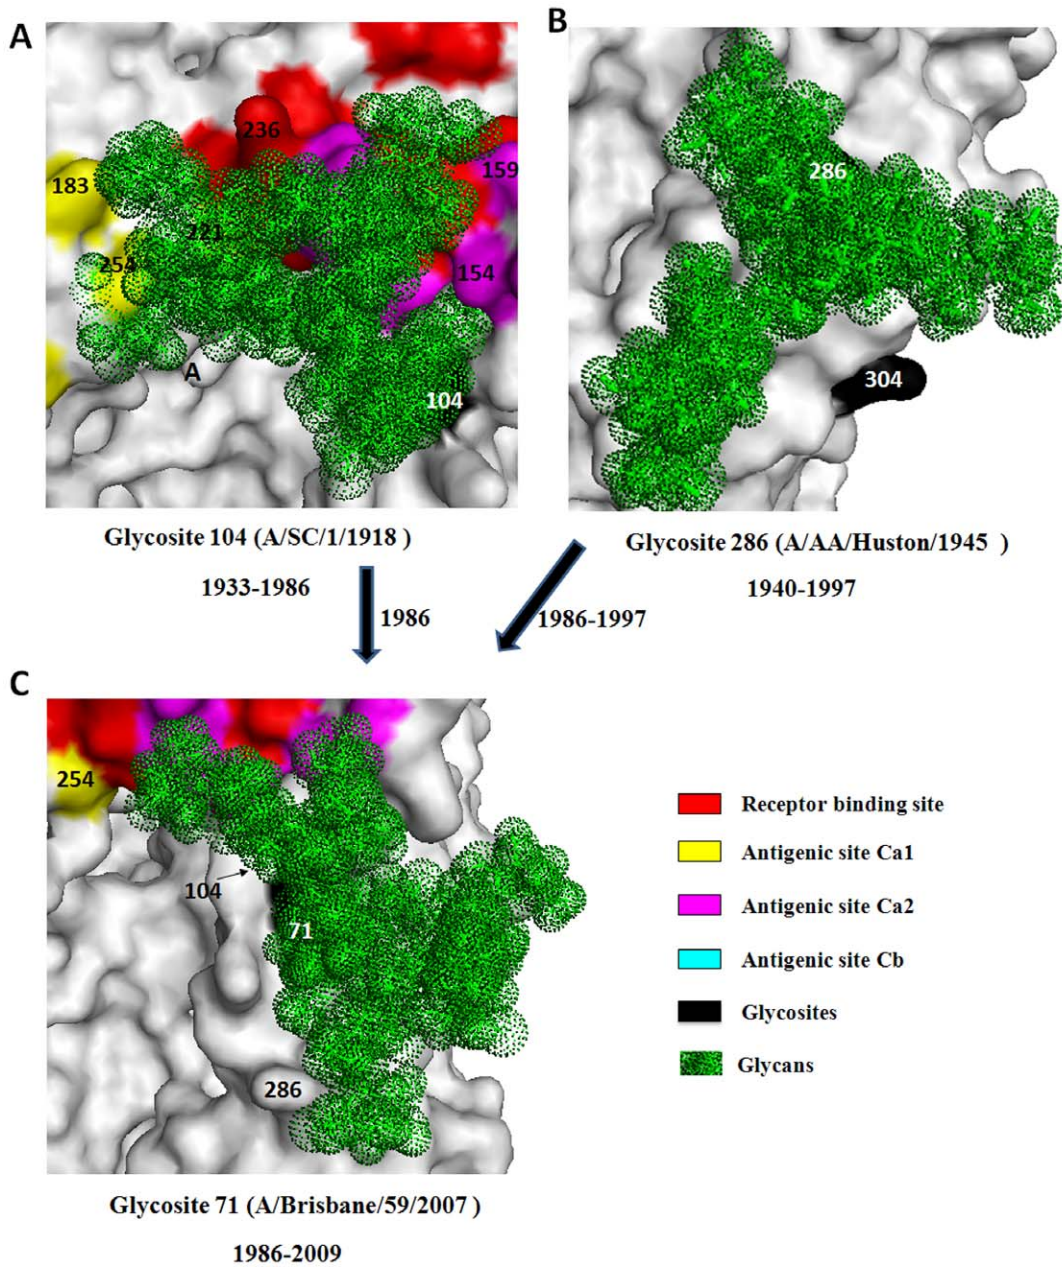 A
236
159
183
221
254
154
A
104
Glycosite 104 (A/SC/1/1918 )
1933-1986
B
286
304
Glycosite 286 (A/AA/Huston/1945 )
1940-1997
1986
1986-1997
C
254
104
71
286
Glycosite 71 (A/Brisbane/59/2007 )
1986-2009
Receptor binding site
Antigenic site Ca1
Antigenic site Ca2
Antigenic site Cb
Glycosites
Glycans